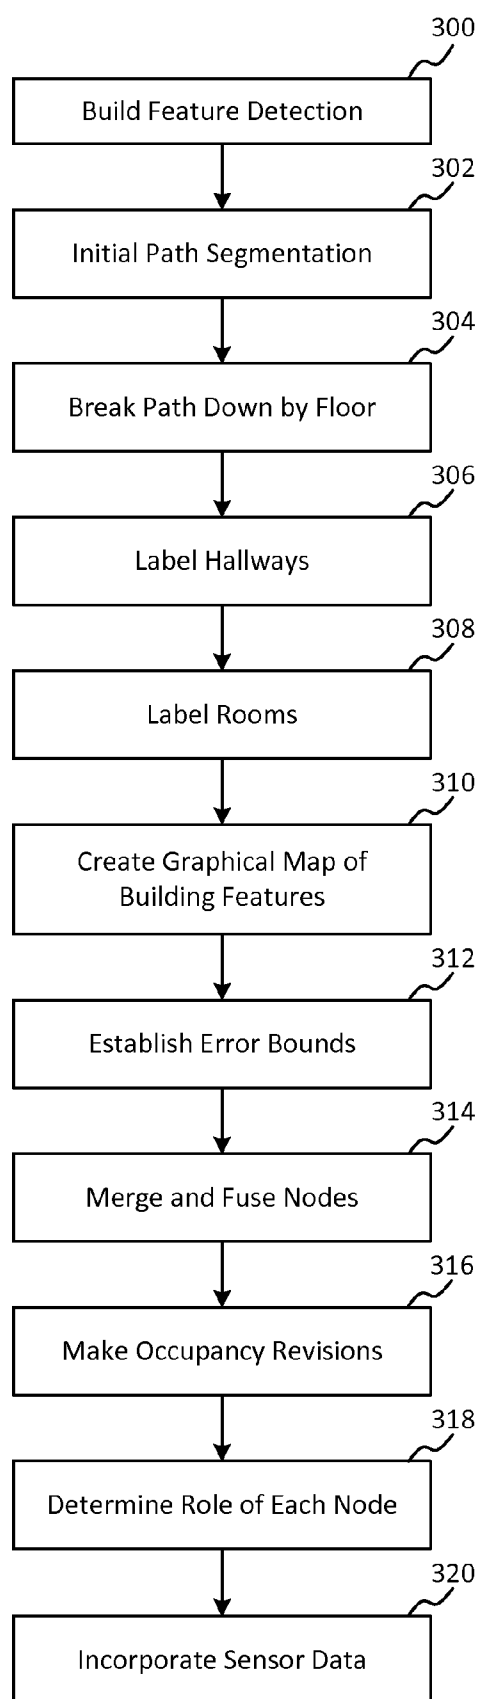 300
Build Feature Detection
302
Initial Path Segmentation
304
Break Path Down by Floor
306
Label Hallways
308
Label Rooms
310
Create Graphical Map of
Building Features
312
Establish Error Bounds
314
Merge and Fuse Nodes
316
Make Occupancy Revisions
318
Determine Role of Each Node
320
Incorporate Sensor Data